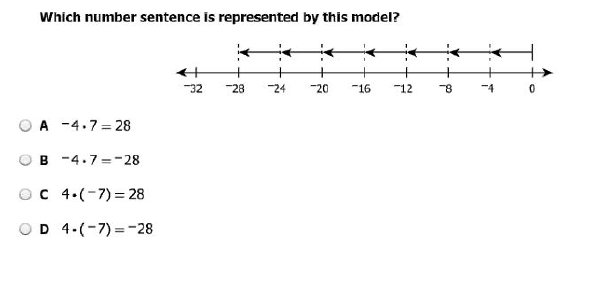 Which number sentence is represented by this model?
⁻32 ⁻28 ⁻24 ⁻20 ⁻16 ⁻12 ⁻8 ⁻4 0
A ⁻4·7=28
B ⁻4·7=⁻28
C 4·(⁻7)=28
D 4·(⁻7)=⁻28